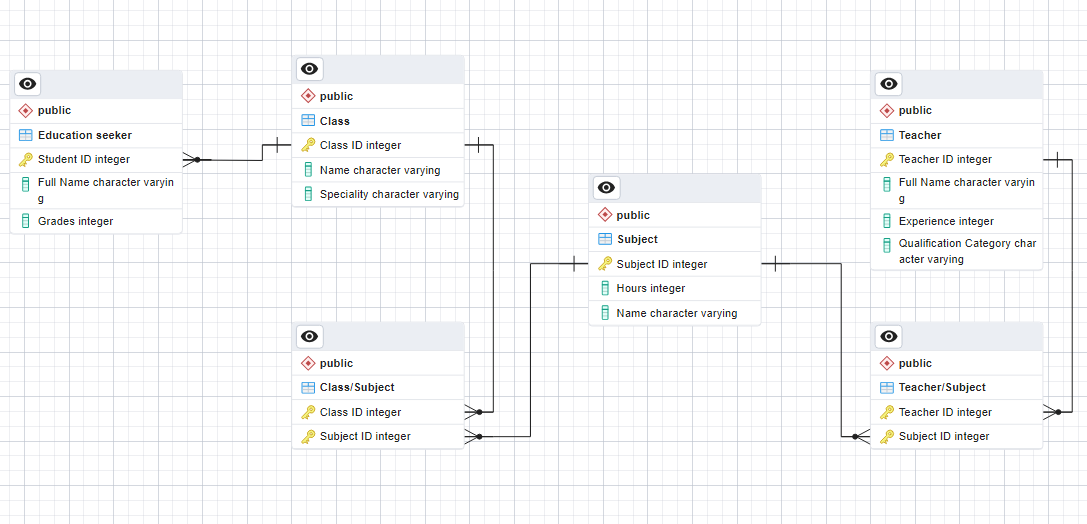 public
Education seeker
Student ID integer
Full Name character varyin
g
Grades integer
public
Class
Class ID integer
Name character varying
Speciality character varying
public
Class/Subject
Class ID integer
Subject ID integer
public
Subject
Subject ID integer
Hours integer
Name character varying
public
Teacher
Teacher ID integer
Full Name character varyin
g
Experience integer
Qualification Category char
acter varying
public
Teacher/Subject
Teacher ID integer
Subject ID integer